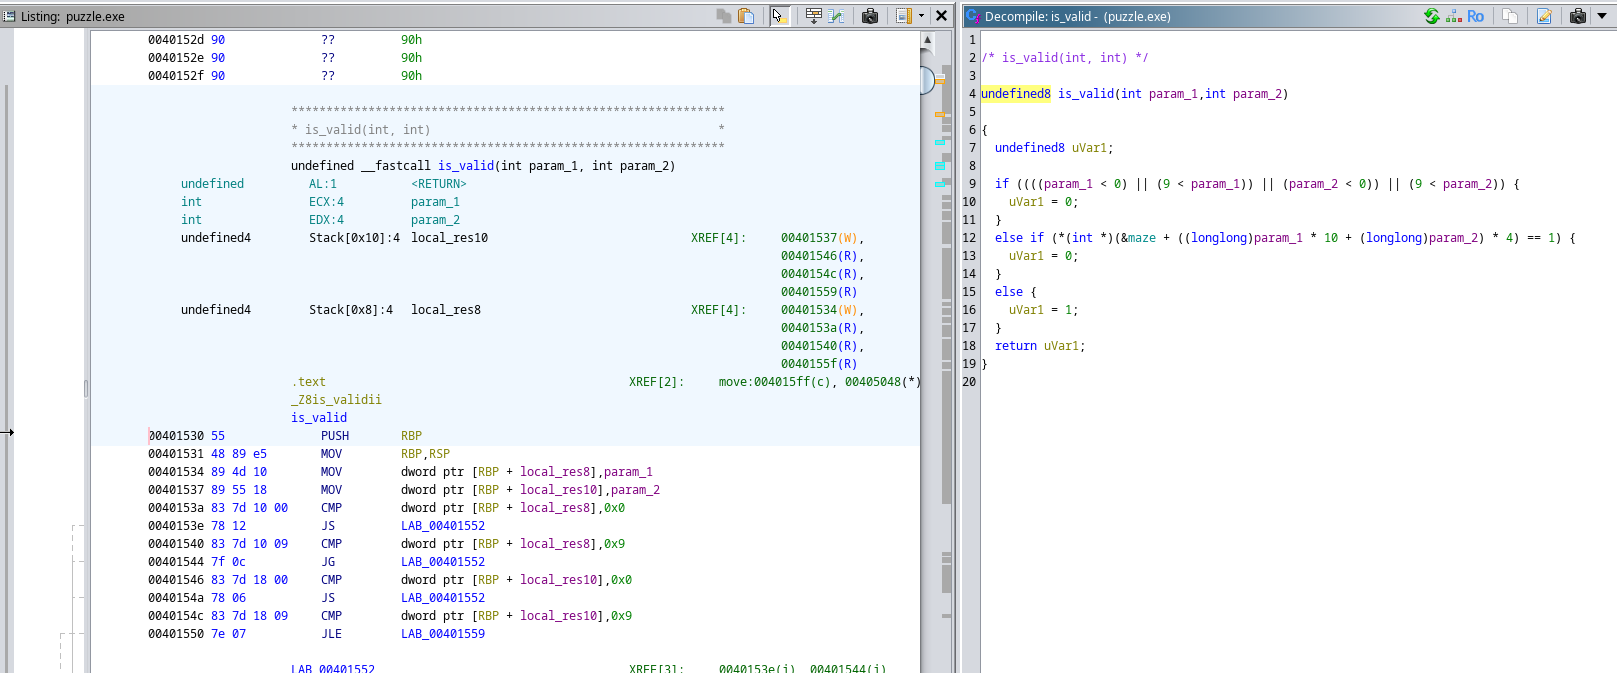 Listing: puzzle.exe
0040152d 90 ?? 90h
0040152e 90 ?? 90h
0040152f 90 ?? 90h
**************************************************************
* is_valid(int, int) *
**************************************************************
undefined __fastcall is_valid(int param_1, int param_2)
undefined AL:1 <RETURN>
int ECX:4 param_1
int EDX:4 param_2
undefined4 Stack[0x10]:4 local_res10 XREF[4]: 00401537(W),
00401546(R),
0040154c(R),
00401559(R)
undefined4 Stack[0x8]:4 local_res8 XREF[4]: 00401534(W),
0040153a(R),
00401540(R),
0040155f(R)
.text XREF[2]: move:004015ff(c), 00405048(*)
_Z8is_validii
is_valid
00401530 55 PUSH RBP
00401531 48 89 e5 MOV RBP,RSP
00401534 89 4d 10 MOV dword ptr [RBP + local_res8],param_1
00401537 89 55 18 MOV dword ptr [RBP + local_res10],param_2
0040153a 83 7d 10 00 CMP dword ptr [RBP + local_res8],0x0
0040153e 78 12 JS LAB_00401552
00401540 83 7d 10 09 CMP dword ptr [RBP + local_res8],0x9
00401544 7f 0c JG LAB_00401552
00401546 83 7d 18 00 CMP dword ptr [RBP + local_res10],0x0
0040154a 78 06 JS LAB_00401552
0040154c 83 7d 18 09 CMP dword ptr [RBP + local_res10],0x9
00401550 7e 07 JLE LAB_00401559
LAB_00401552 XREF[3]: 0040153e(j), 00401544(j)
Decompile: is_valid - (puzzle.exe)
Ro
1
2 /* is_valid(int, int) */
3
4 undefined8 is_valid(int param_1,int param_2)
5
6 {
7 undefined8 uVar1;
8
9 if ((((param_1 < 0) || (9 < param_1)) || (param_2 < 0)) || (9 < param_2)) {
10 uVar1 = 0;
11 }
12 else if (*(int *)(&maze + ((longlong)param_1 * 10 + (longlong)param_2) * 4) == 1) {
13 uVar1 = 0;
14 }
15 else {
16 uVar1 = 1;
17 }
18 return uVar1;
19 }
20